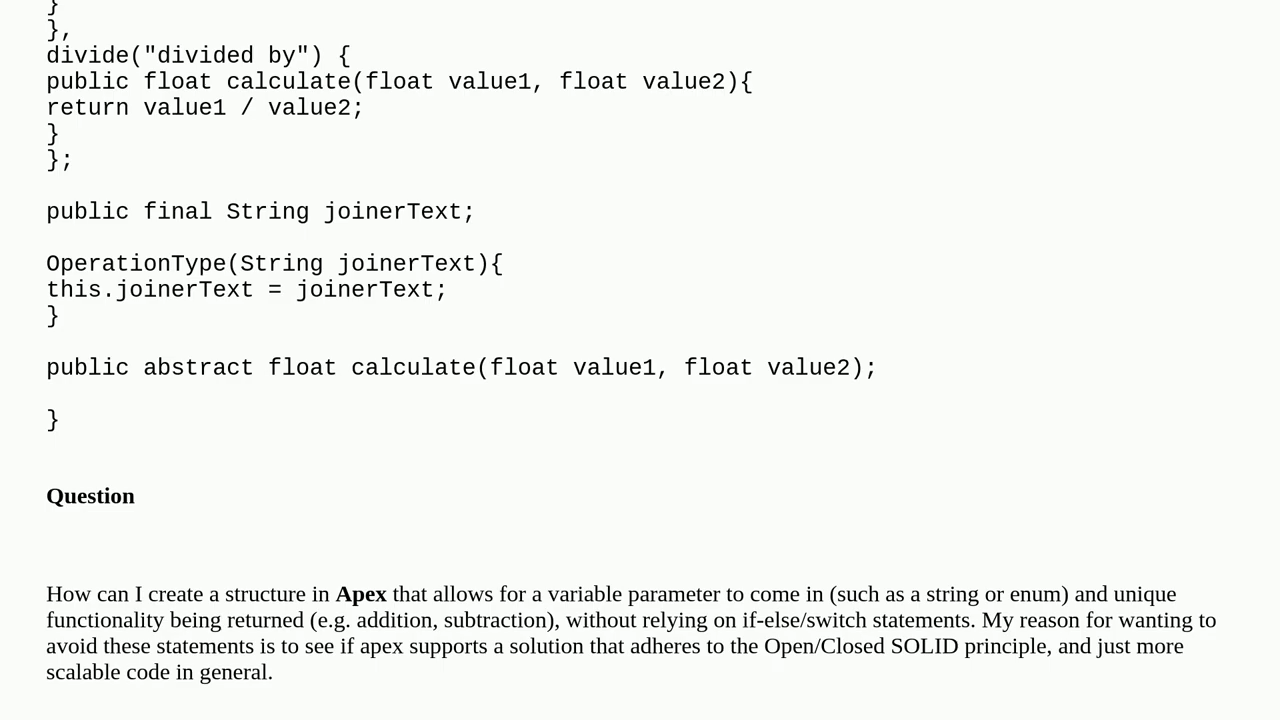 }
},
divide("divided by") {
public float calculate(float value1, float value2){
return value1 / value2;
}
};
public final String joinerText;
OperationType(String joinerText){
this.joinerText = joinerText;
}
public abstract float calculate(float value1, float value2);
}
Question
How can I create a structure in Apex that allows for a variable parameter to come in (such as a string or enum) and unique
functionality being returned (e.g. addition, subtraction), without relying on if-else/switch statements. My reason for wanting to
avoid these statements is to see if apex supports a solution that adheres to the Open/Closed SOLID principle, and just more
scalable code in general.